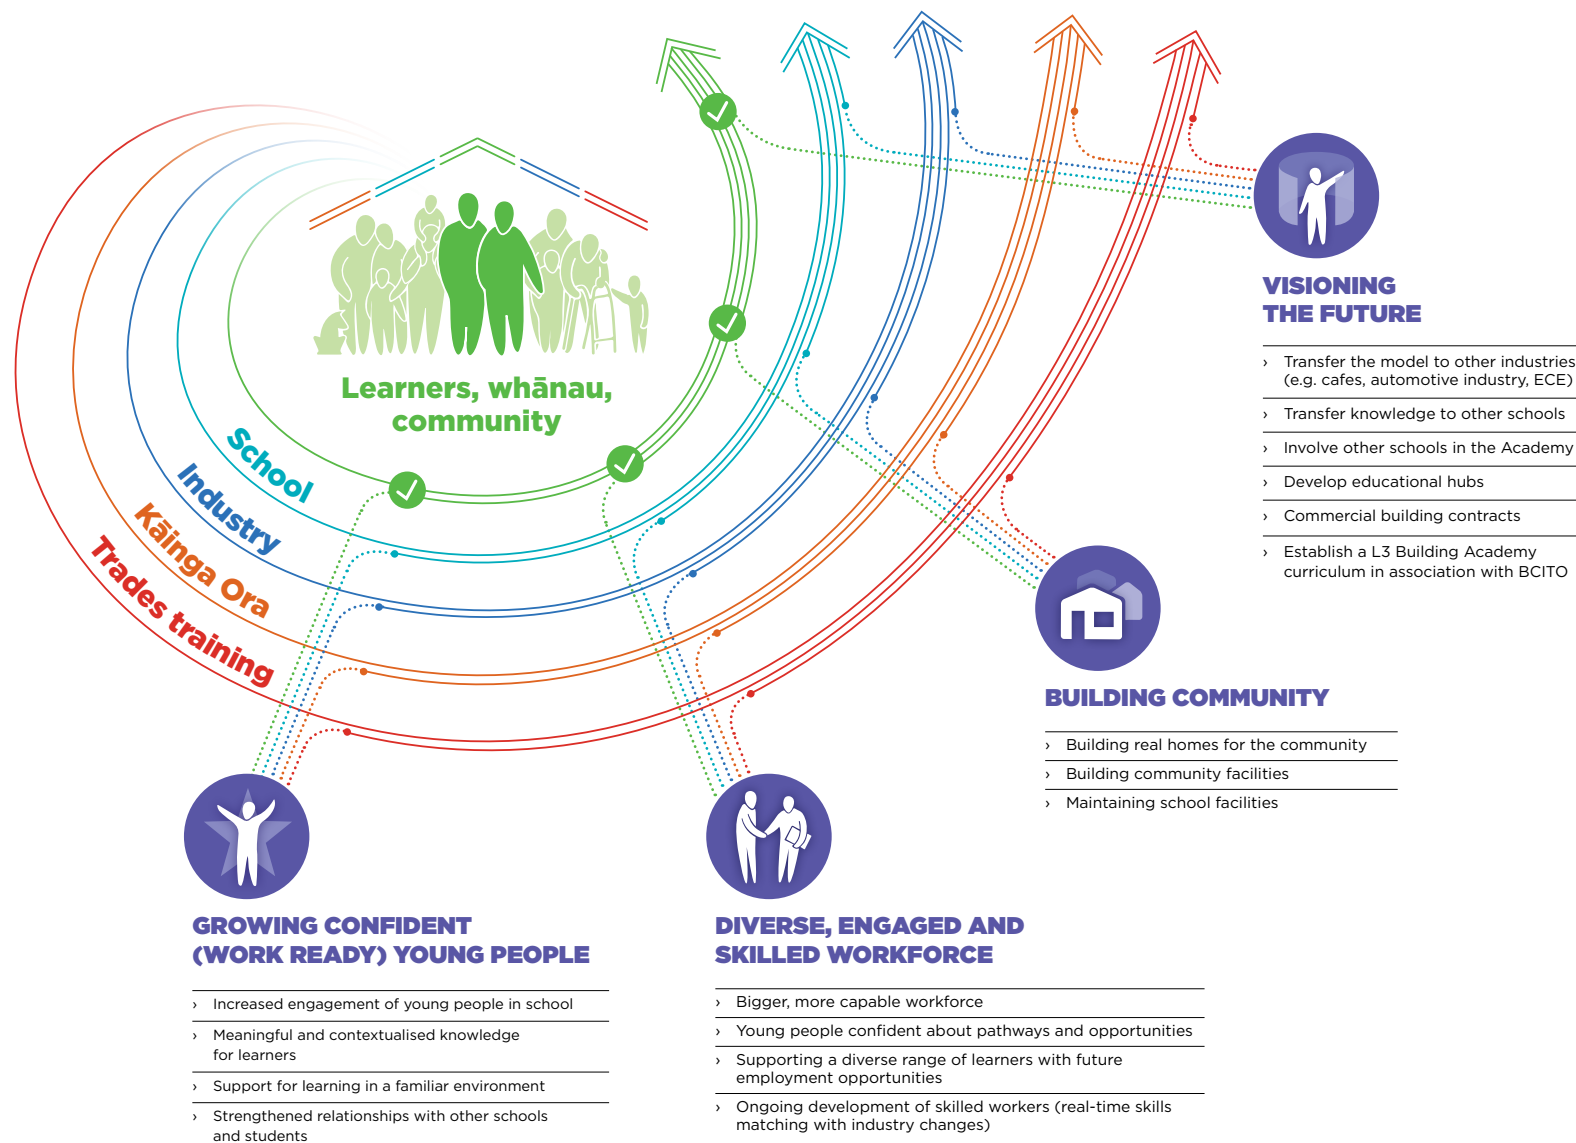 Learners, whānau,
community
School
Industry
Kāinga Ora
Trades training
VISIONING
THE FUTURE
› Transfer the model to other industries
(e.g. cafes, automotive industry, ECE)
› Transfer knowledge to other schools
› Involve other schools in the Academy
› Develop educational hubs
› Commercial building contracts
› Establish a L3 Building Academy
curriculum in association with BCITO
BUILDING COMMUNITY
› Building real homes for the community
› Building community facilities
› Maintaining school facilities
GROWING CONFIDENT
(WORK READY) YOUNG PEOPLE
› Increased engagement of young people in school
› Meaningful and contextualised knowledge
for learners
› Support for learning in a familiar environment
› Strengthened relationships with other schools
and students
DIVERSE, ENGAGED AND
SKILLED WORKFORCE
› Bigger, more capable workforce
› Young people confident about pathways and opportunities
› Supporting a diverse range of learners with future
employment opportunities
› Ongoing development of skilled workers (real-time skills
matching with industry changes)